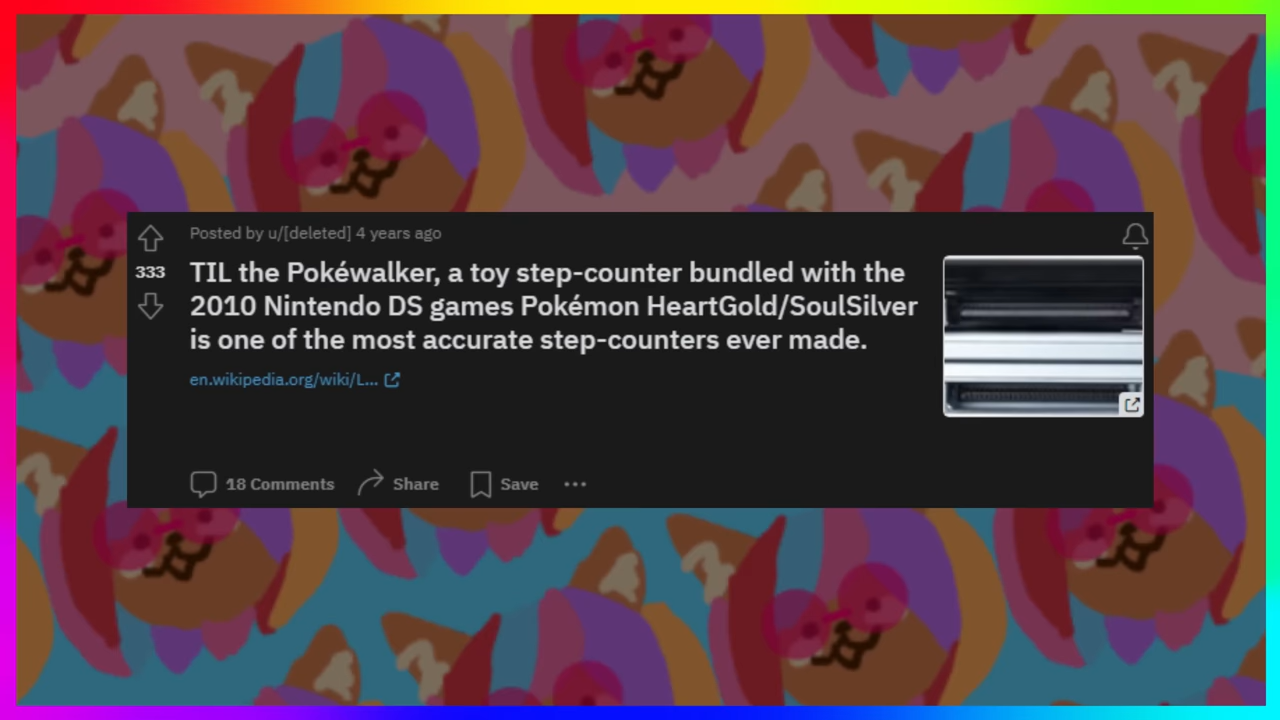 Posted by u/[deleted] 4 years ago
333
TIL the Pokéwalker, a toy step-counter bundled with the
2010 Nintendo DS games Pokémon HeartGold/SoulSilver
is one of the most accurate step-counters ever made.
en.wikipedia.org/wiki/L...
18 Comments Share Save